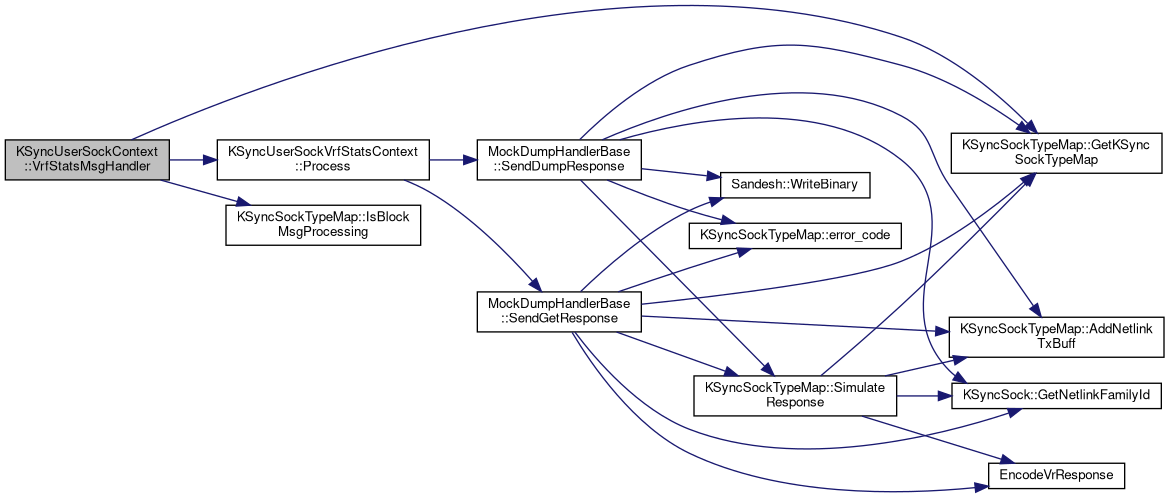 KSyncUserSockContext
::VrfStatsMsgHandler
KSyncUserSockVrfStatsContext
::Process
KSyncSockTypeMap::IsBlock
MsgProcessing
MockDumpHandlerBase
::SendDumpResponse
MockDumpHandlerBase
::SendGetResponse
Sandesh::WriteBinary
KSyncSockTypeMap::error_code
KSyncSockTypeMap::Simulate
Response
KSyncSockTypeMap::GetKSync
SockTypeMap
KSyncSockTypeMap::AddNetlink
TxBuff
KSyncSock::GetNetlinkFamilyId
EncodeVrResponse